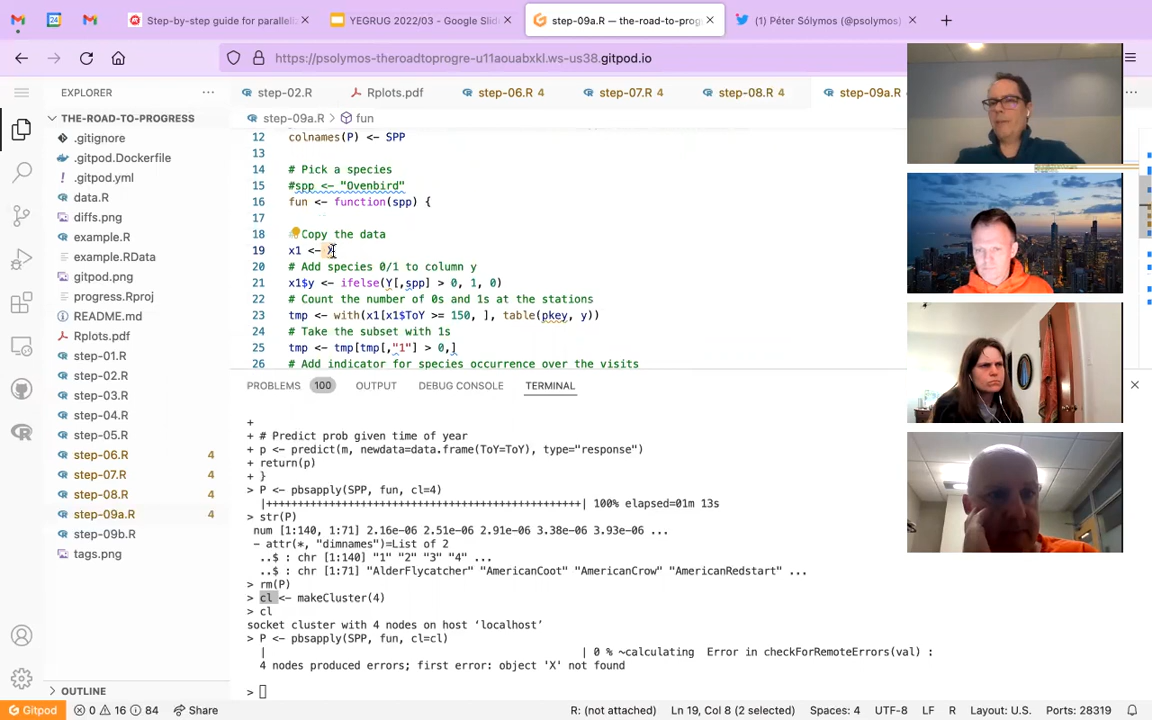 Step-by-step guide for paralleli
YEGRUG 2022/03 - Google Slid
step-09a.R — the-road-to-prog
(1) Péter Sólymos (@psolymos)
https://psolymos-theroadtoprogre-u11aouabxkl.ws-us38.gitpod.io
EXPLORER
THE-ROAD-TO-PROGRESS
.gitignore
.gitpod.Dockerfile
.gitpod.yml
data.R
diffs.png
example.R
example.RData
gitpod.png
progress.Rproj
README.md
Rplots.pdf
step-01.R
step-02.R
step-03.R
step-04.R
step-05.R
step-06.R 4
step-07.R 4
step-08.R 4
step-09a.R 4
step-09b.R
tags.png
OUTLINE
step-02.R Rplots.pdf step-06.R 4 step-07.R 4 step-08.R 4 step-09a.R
step-09a.R > fun
12 colnames(P) <- SPP
13
14 # Pick a species
15 #spp <- "Ovenbird"
16 fun <- function(spp) {
17
18 Copy the data
19 x1 <-
20 # Add species 0/1 to column y
21 x1$y <- ifelse(Y[,spp] > 0, 1, 0)
22 # Count the number of 0s and 1s at the stations
23 tmp <- with(x1[x1$ToY >= 150, ], table(pkey, y))
24 # Take the subset with 1s
25 tmp <- tmp[tmp[,"1"] > 0,]
26 # Add indicator for species occurrence over the visits
PROBLEMS 100 OUTPUT DEBUG CONSOLE TERMINAL
+
+ # Predict prob given time of year
+ p <- predict(m, newdata=data.frame(ToY=ToY), type="response")
+ return(p)
+ }
> P <- pbsapply(SPP, fun, cl=4)
|++++++++++++++++++++++++++++++++++++++++++++++++++| 100% elapsed=01m 13s
> str(P)
num [1:140, 1:71] 2.16e-06 2.51e-06 2.91e-06 3.38e-06 3.93e-06 ...
- attr(*, "dimnames")=List of 2
..$ : chr [1:140] "1" "2" "3" "4" ...
..$ : chr [1:71] "AlderFlycatcher" "AmericanCoot" "AmericanCrow" "AmericanRedstart" ...
> rm(P)
> cl <- makeCluster(4)
> cl
socket cluster with 4 nodes on host ‘localhost’
> P <- pbsapply(SPP, fun, cl=cl)
| | 0 % ~calculating Error in checkForRemoteErrors(val) :
4 nodes produced errors; first error: object 'X' not found
>
Gitpod 0 16 84 Share R: (not attached) Ln 19, Col 8 (2 selected) Spaces: 4 UTF-8 LF R Layout: U.S. Ports: 28319